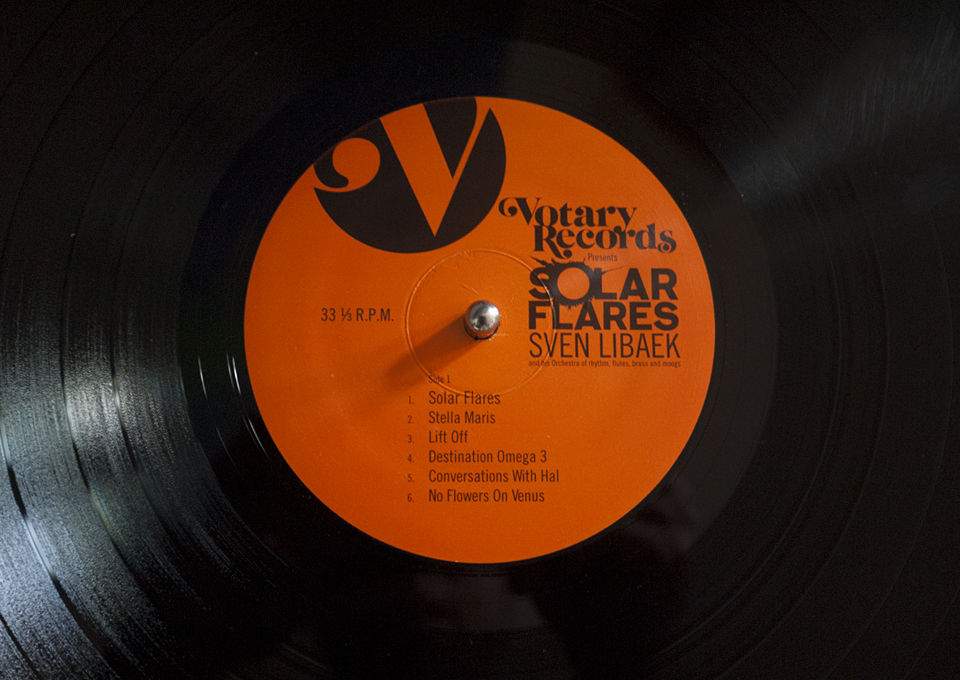 V
Votary
Records
Presents
SOLAR
FLARES
SVEN LIBAEK
and his Orchestra of rhythm, flutes, brass and moogs
33 ⅓ R.P.M.
Side 1
1. Solar Flares
2. Stella Maris
3. Lift Off
4. Destination Omega 3
5. Conversations With Hal
6. No Flowers On Venus